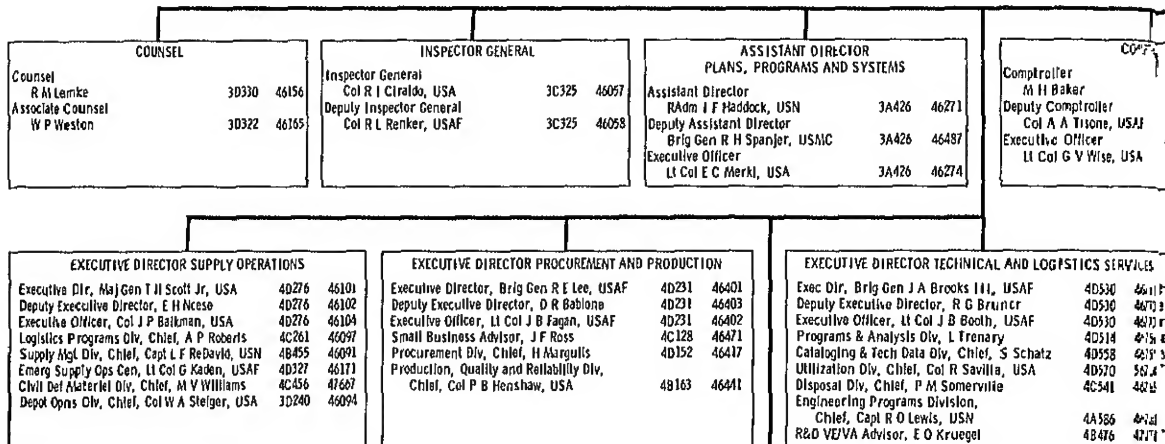 COUNSEL
Counsel
R M Lemke 3D330 46156
Associate Counsel
W P Weston 3D322 46165
INSPECTOR GENERAL
Inspector General
Col R I Ciraldo, USA 3C325 46057
Deputy Inspector General
Col R L Renker, USAF 3C325 46058
ASSISTANT DIRECTOR
PLANS, PROGRAMS AND SYSTEMS
Assistant Director
RAdm I F Haddock, USN 3A426 46271
Deputy Assistant Director
Brig Gen R H Spanjer, USMC 3A426 46487
Executive Officer
Lt Col E C Merkl, USA 3A426 46274
Comptroller
M H Baker
Deputy Comptroller
Col A A Tisone, USAF
Executive Officer
Lt Col G V Wise, USA
EXECUTIVE DIRECTOR SUPPLY OPERATIONS
Executive Dir, Maj Gen T H Scott Jr, USA 4D276 46101
Deputy Executive Director, E H Neese 4D276 46102
Executive Officer, Col J P Balkman, USA 4D276 46104
Logistics Programs Div, Chief, A P Roberts 4C261 46097
Supply Mgt Div, Chief, Capt L F ReDavid, USN 4B455 46091
Emerg Supply Ops Cen, Lt Col G Kaden, USAF 4D327 46171
Civil Def Materiel Div, Chief, M V Williams 4C456 47667
Depot Opns Div, Chief, Col W A Steiger, USA 3D240 46094
EXECUTIVE DIRECTOR PROCUREMENT AND PRODUCTION
Executive Director, Brig Gen R E Lee, USAF 4D231 46401
Deputy Executive Director, D R Babione 4D231 46403
Executive Officer, Lt Col J B Fagan, USAF 4D231 46402
Small Business Advisor, J F Ross 4C128 46471
Procurement Div, Chief, H Margulis 4D152 46417
Production, Quality and Reliability Div,
Chief, Col P B Henshaw, USA 4B163 46441
EXECUTIVE DIRECTOR TECHNICAL AND LOGISTICS SERVICES
Exec Dir, Brig Gen J A Brooks III, USAF 4D530
Deputy Executive Director, R G Bruner 4D530
Executive Officer, Lt Col J B Booth, USAF 4D530
Programs & Analysis Div, L Trenary 4D514
Cataloging & Tech Data Div, Chief, S Schatz 4D558
Utilization Div, Chief, Col R Savilla, USA 4D570
Disposal Div, Chief, P M Somerville 4C541
Engineering Programs Division,
Chief, Capt R O Lewis, USN 4A586
R&D VE/VA Advisor, E O Kruegel 4B476